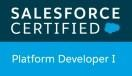 SALESFORCE
CERTIFIED
Platform Developer I